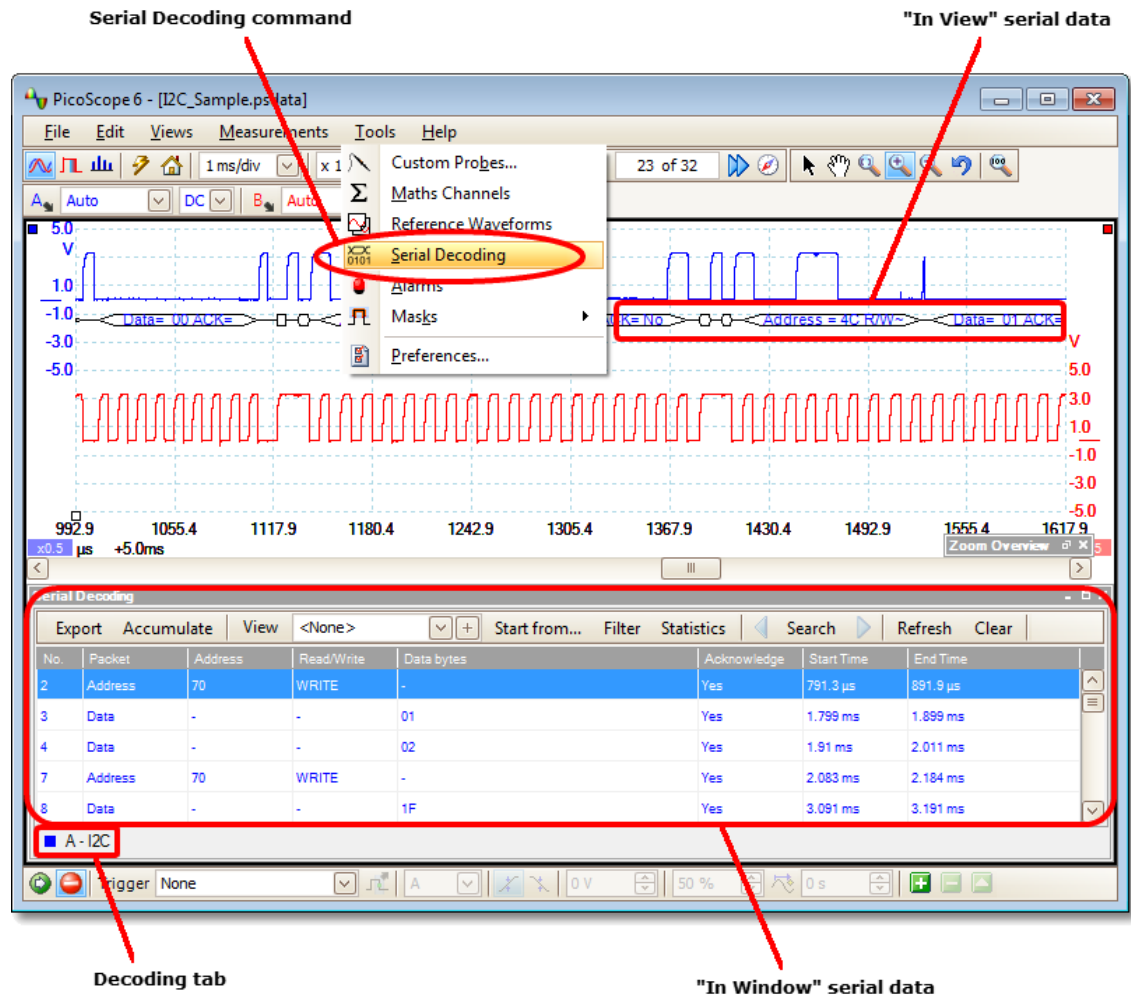 Serial Decoding command
"In View" serial data
PicoScope 6 - [I2C_Sample.psdata]
File Edit Views Measurements Tools Help
1 ms/div x 1 23 of 32
Custom Probes...
Maths Channels
Reference Waveforms
Serial Decoding
Alarms
Masks
Preferences...
A Auto DC B Auto
5.0
V
1.0
-1.0
-3.0
-5.0
Data= 00 ACK= ACK= No Address = 4C R/W~ Data= 01 ACK=
V
5.0
3.0
1.0
-1.0
-3.0
-5.0
992.9 1055.4 1117.9 1180.4 1242.9 1305.4 1367.9 1430.4 1492.9 1555.4 1617.9
x0.5 µs +5.0ms
Zoom Overview
Serial Decoding
Export Accumulate View <None> Start from... Filter Statistics Search Refresh Clear
No. Packet Address Read/Write Data bytes Acknowledge Start Time End Time
2 Address 70 WRITE - Yes 791.3 µs 891.9 µs
3 Data - - 01 Yes 1.799 ms 1.899 ms
4 Data - - 02 Yes 1.91 ms 2.011 ms
7 Address 70 WRITE - Yes 2.083 ms 2.184 ms
8 Data - - 1F Yes 3.091 ms 3.191 ms
A - I2C
Trigger None A 0 V 50 % 0 s
Decoding tab
"In Window" serial data